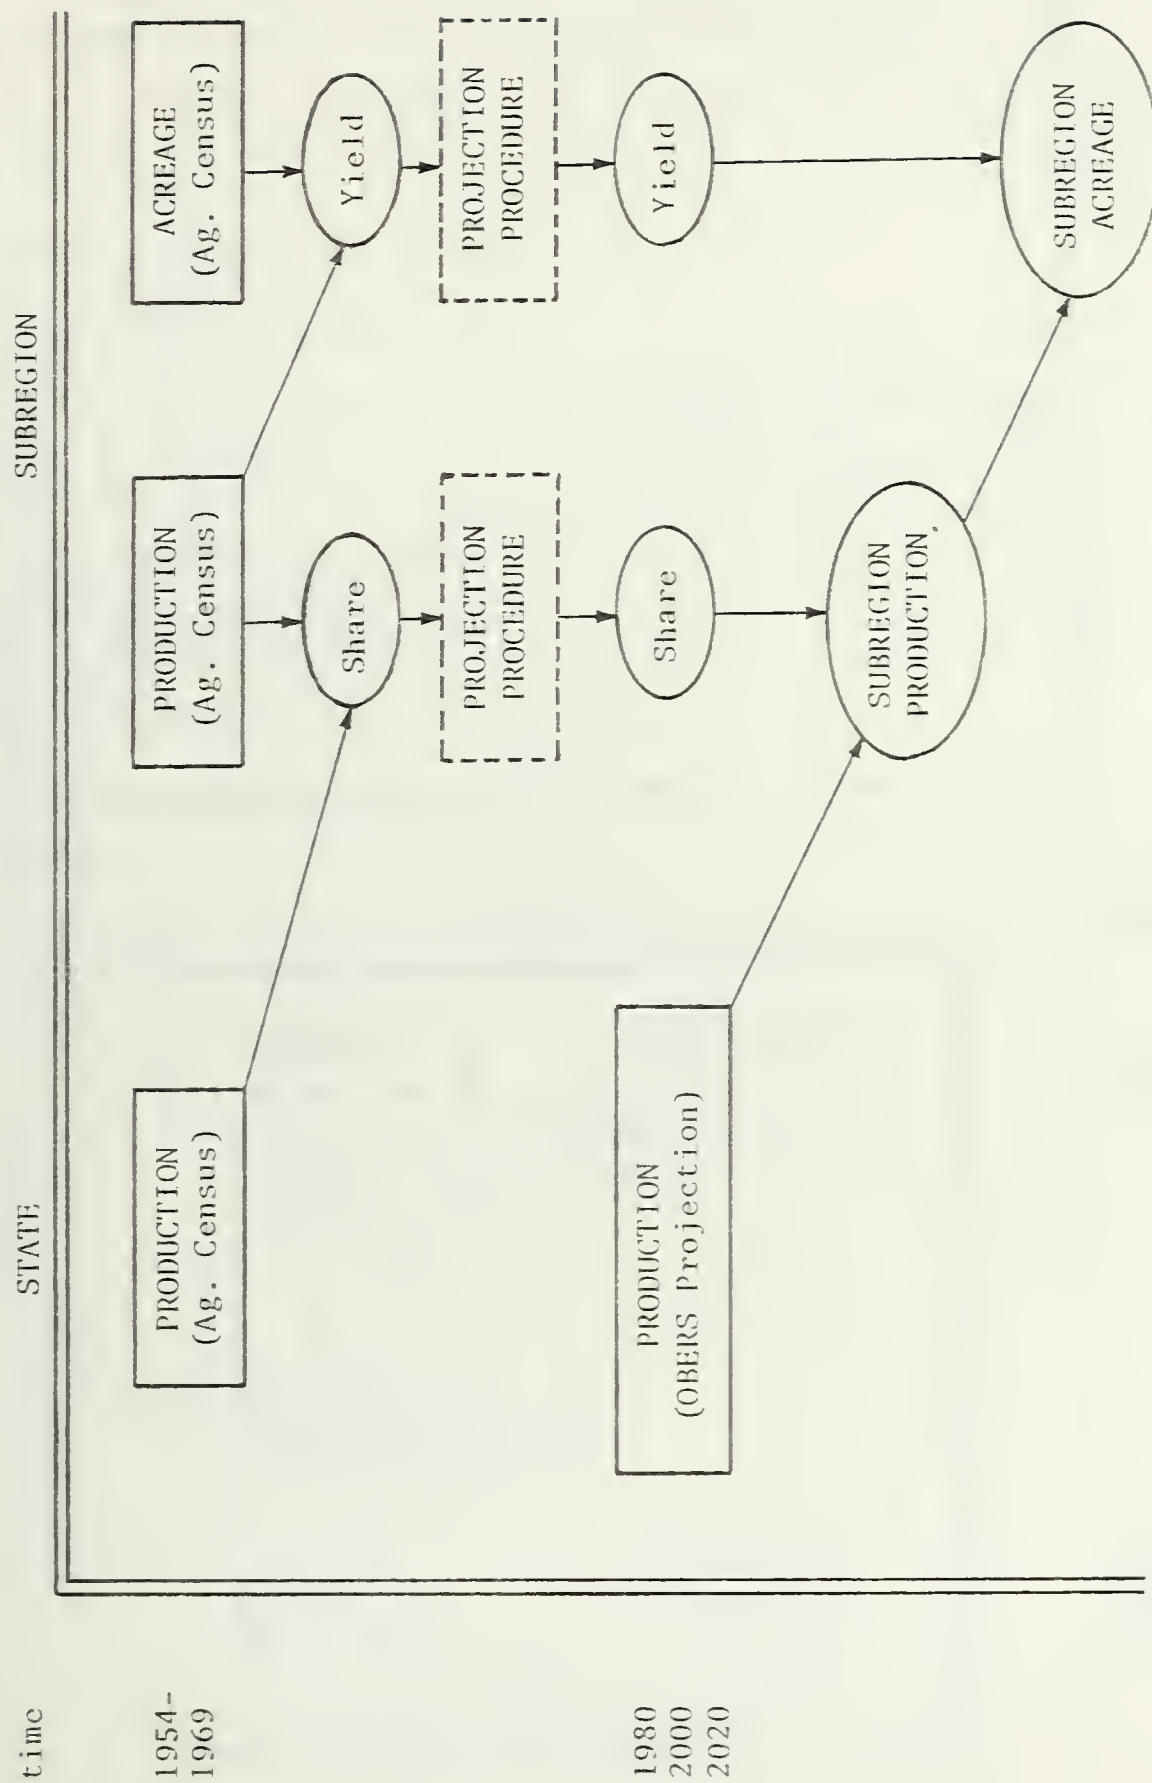 STATE
SUBREGION
time
1954-
1969
PRODUCTION
(Ag. Census)
PRODUCTION
(Ag. Census)
ACREAGE
(Ag. Census)
Share
Yield
PROJECTION
PROCEDURE
PROJECTION
PROCEDURE
1980
2000
2020
PRODUCTION
(OBERS Projection)
Share
Yield
SUBREGION
PRODUCTION
SUBREGION
ACREAGE